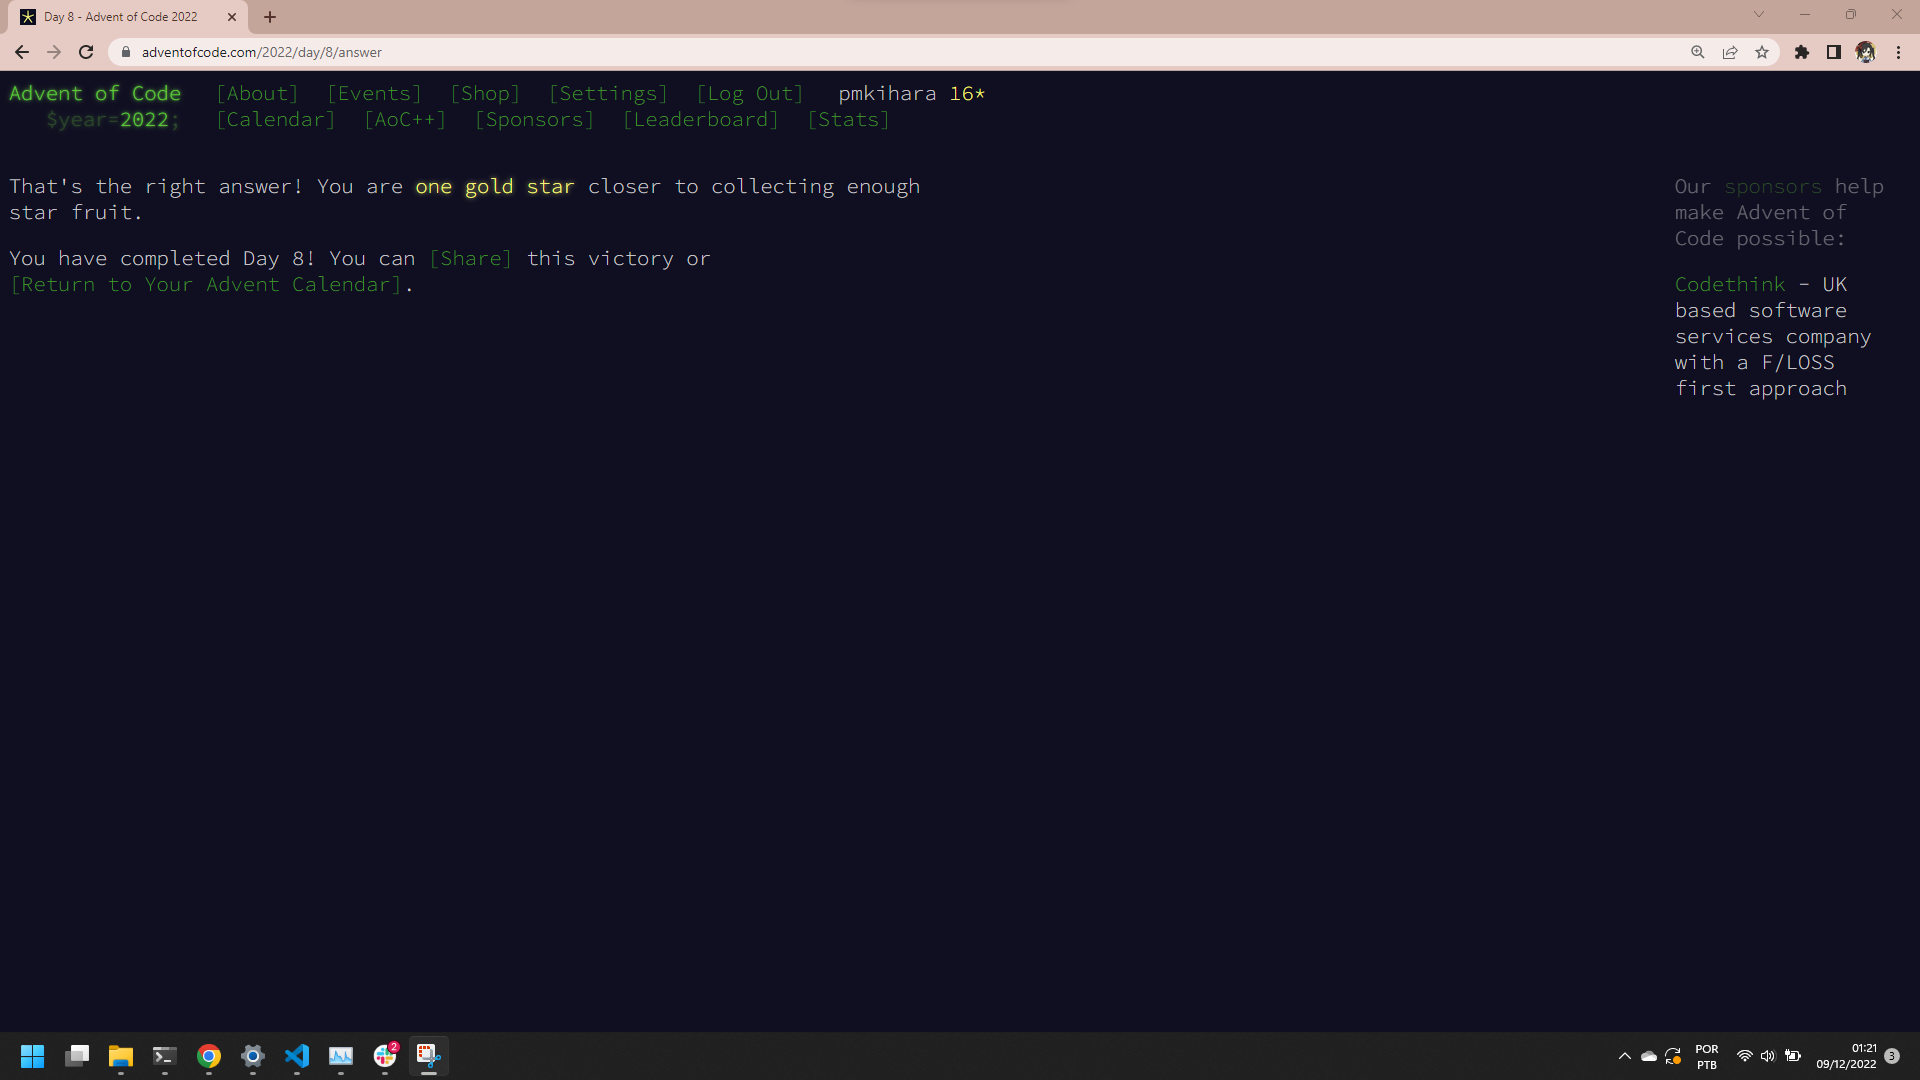 Day 8 - Advent of Code 2022
adventofcode.com/2022/day/8/answer
Advent of Code [About] [Events] [Shop] [Settings] [Log Out] pmkihara 16*
$year=2022; [Calendar] [AoC++] [Sponsors] [Leaderboard] [Stats]
That's the right answer! You are one gold star closer to collecting enough
star fruit.
You have completed Day 8! You can [Share] this victory or
[Return to Your Advent Calendar].
Our sponsors help
make Advent of
Code possible:
Codethink - UK
based software
services company
with a F/LOSS
first approach
2
POR
PTB
01:21
09/12/2022
3